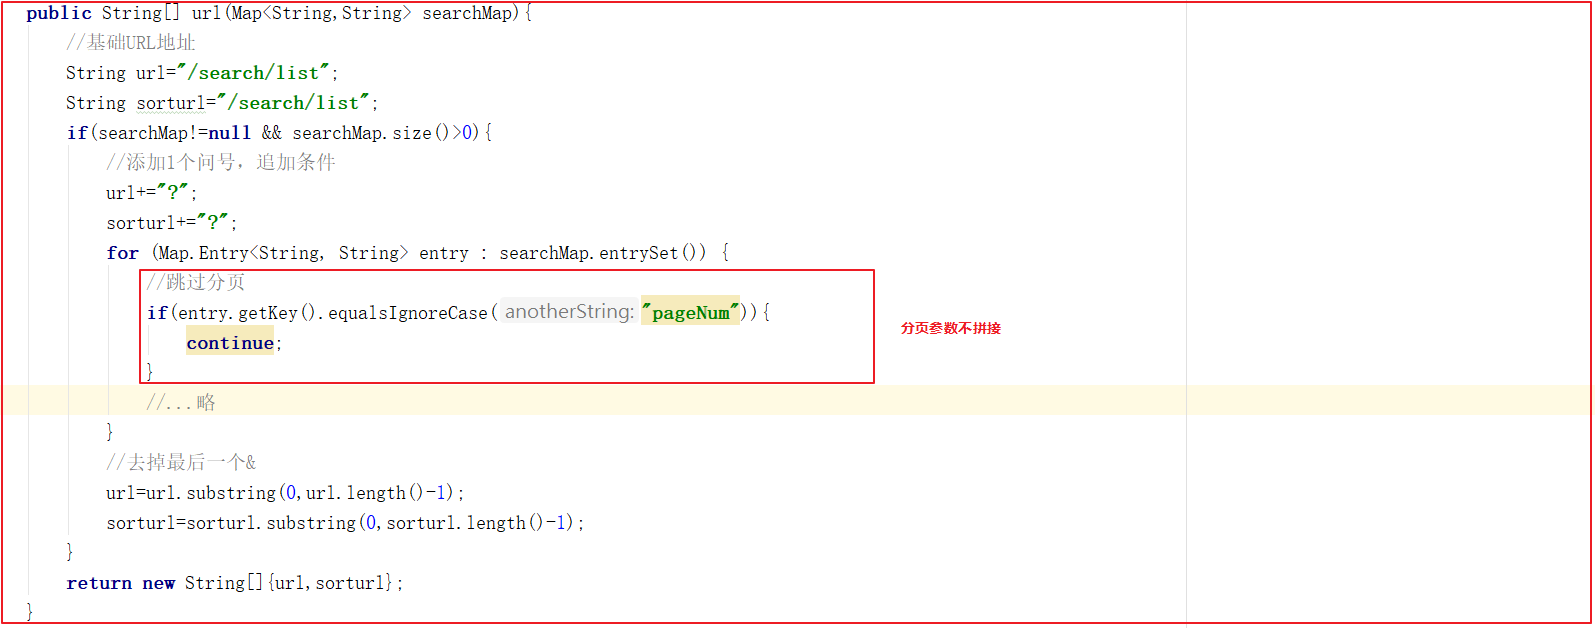 public String[] url(Map<String,String> searchMap){
//基础URL地址
String url="/search/list";
String sorturl="/search/list";
if(searchMap!=null && searchMap.size()>0){
//添加1个问号，追加条件
url+="?";
sorturl+="?";
for (Map.Entry<String, String> entry : searchMap.entrySet()) {
//跳过分页
if(entry.getKey().equalsIgnoreCase( anotherString: "pageNum")){
continue;
}
分页参数不拼接
//...略
}
//去掉最后一个&
url=url.substring(0,url.length()-1);
sorturl=sorturl.substring(0,sorturl.length()-1);
}
return new String[]{url,sorturl};
}